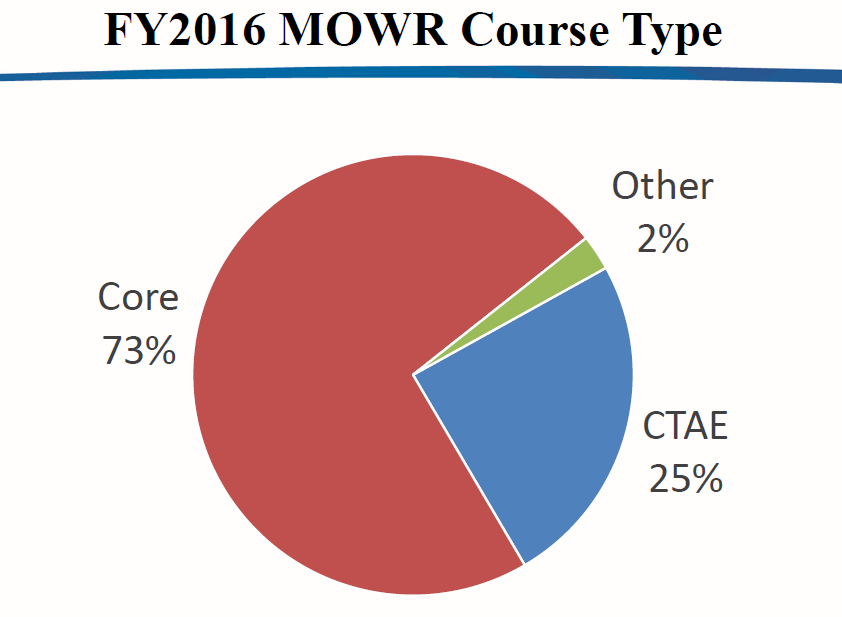 FY2016 MOWR Course Type
Other
2%
Core
73%
CTAE
25%